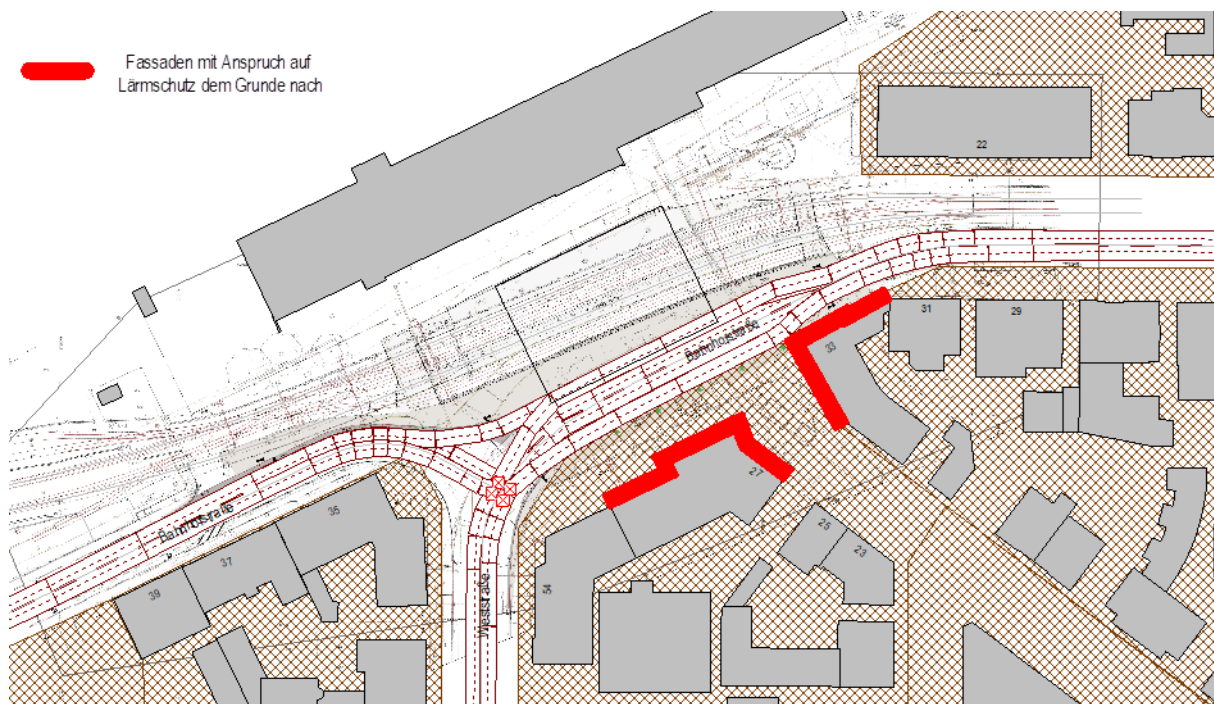 Fassaden mit Anspruch auf
Lärmschutz dem Grunde nach
22
31
29
33
Bahnhofstraße
27
25
23
Bahnhofstraße
35
37
39
54
Weststraße